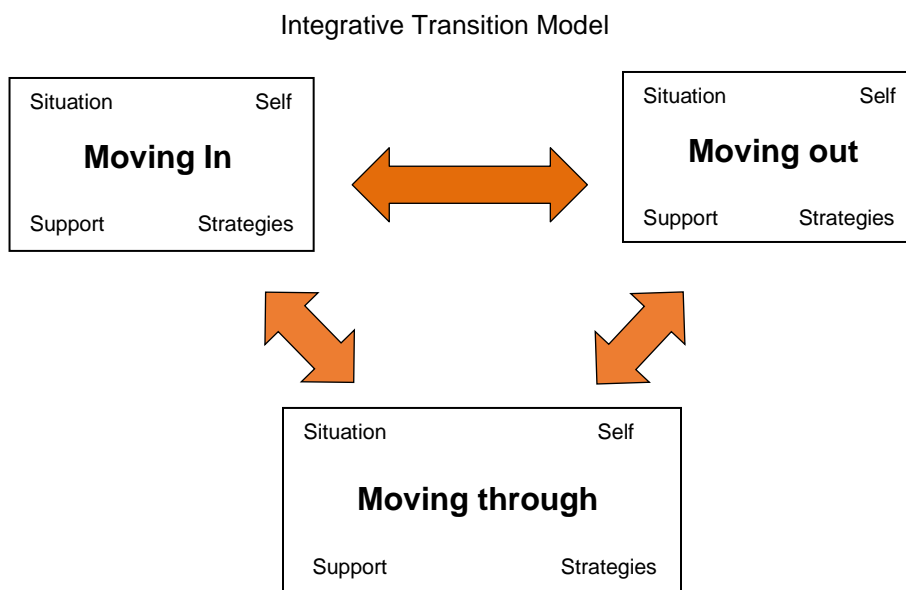 Integrative Transition Model
Situation Self
Moving In
Support Strategies
Situation Self
Moving out
Support Strategies
Situation Self
Moving through
Support Strategies